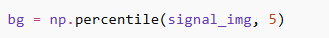 bg = np.percentile(signal_img, 5)